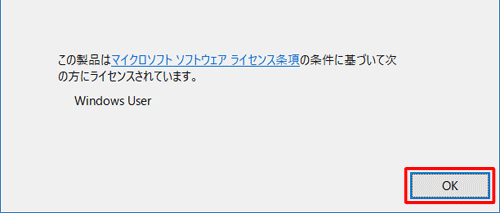 この製品はマイクロソフト ソフトウェア ライセンス条項の条件に基づいて次
の方にライセンスされています。
Windows User
OK